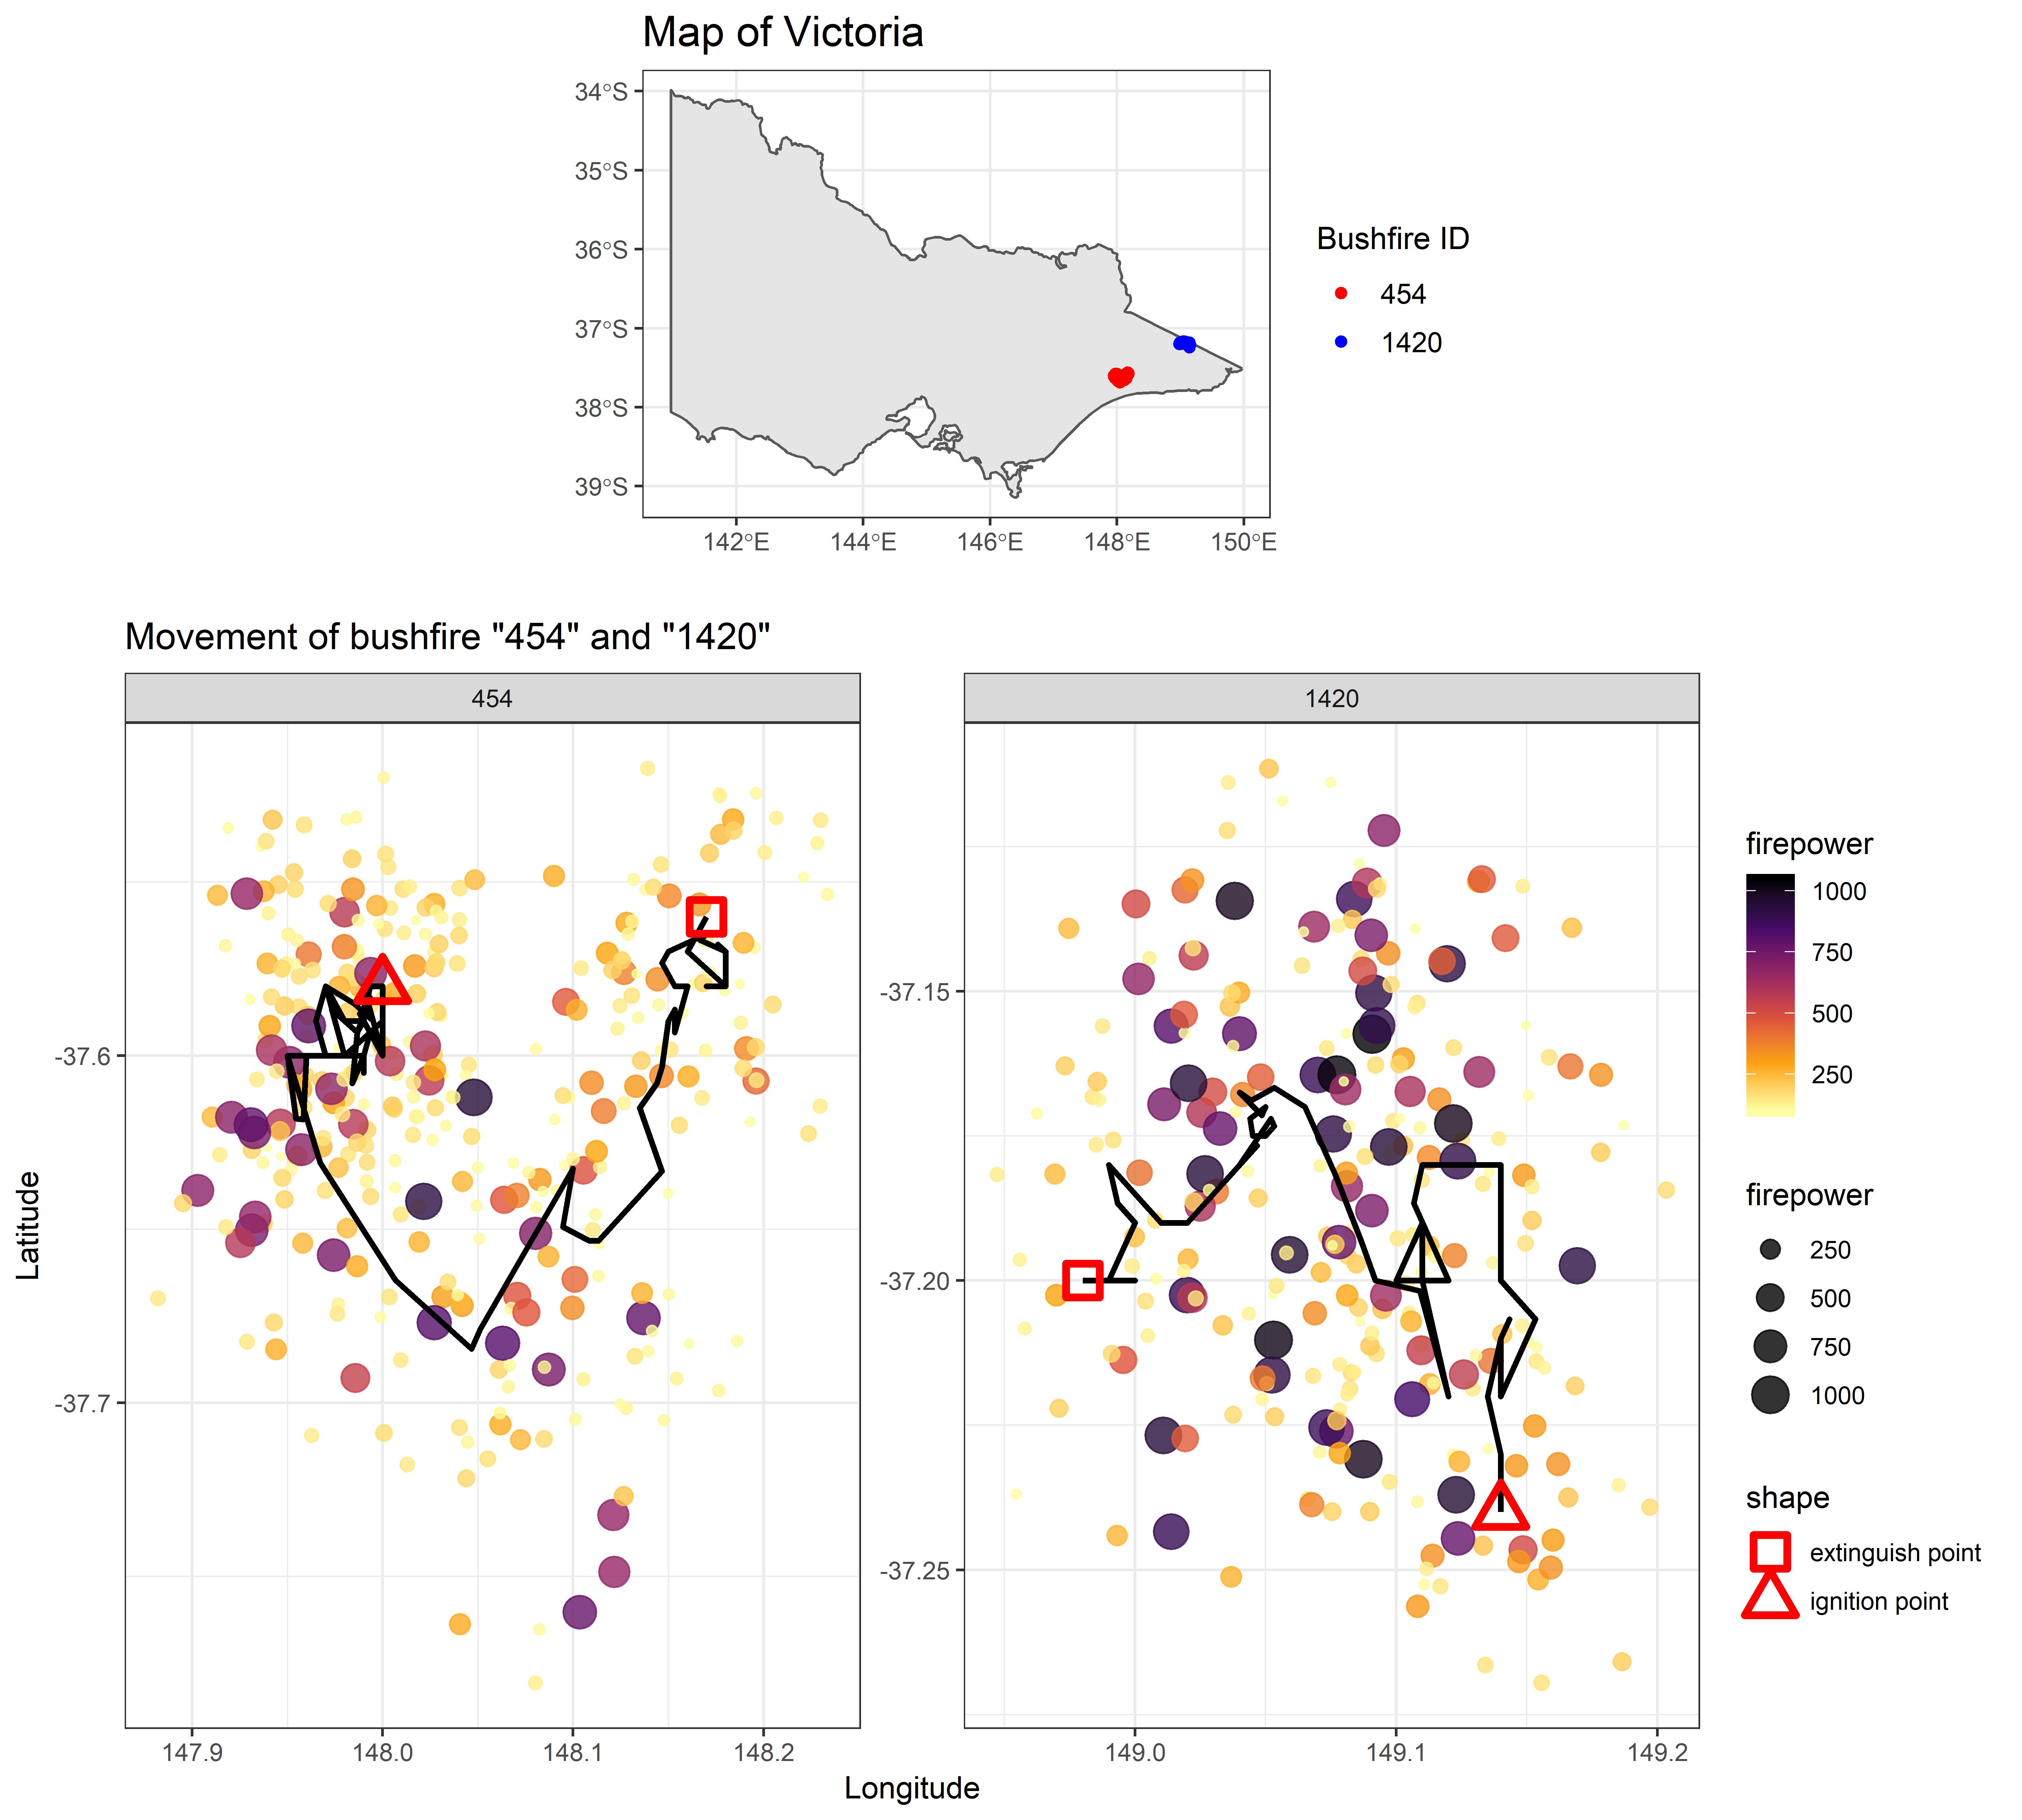 Map of Victoria
34°S
35°S
36°S
37°S
38°S
39°S
142°E 144°E 146°E 148°E 150°E
Bushfire ID
454
1420
Movement of bushfire "454" and "1420"
454
1420
Latitude
-37.6
-37.7
-37.15
-37.20
-37.25
147.9 148.0 148.1 148.2
149.0 149.1 149.2
Longitude
firepower
1000
750
500
250
firepower
250
500
750
1000
shape
extinguish point
ignition point